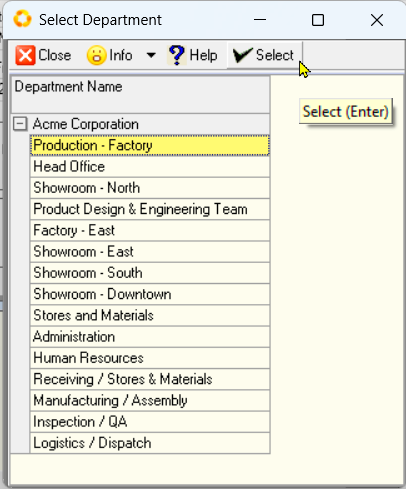 Select Department
Close Info Help Select
Department Name
Select (Enter)
Acme Corporation
Production - Factory
Head Office
Showroom - North
Product Design & Engineering Team
Factory - East
Showroom - East
Showroom - South
Showroom - Downtown
Stores and Materials
Administration
Human Resources
Receiving / Stores & Materials
Manufacturing / Assembly
Inspection / QA
Logistics / Dispatch